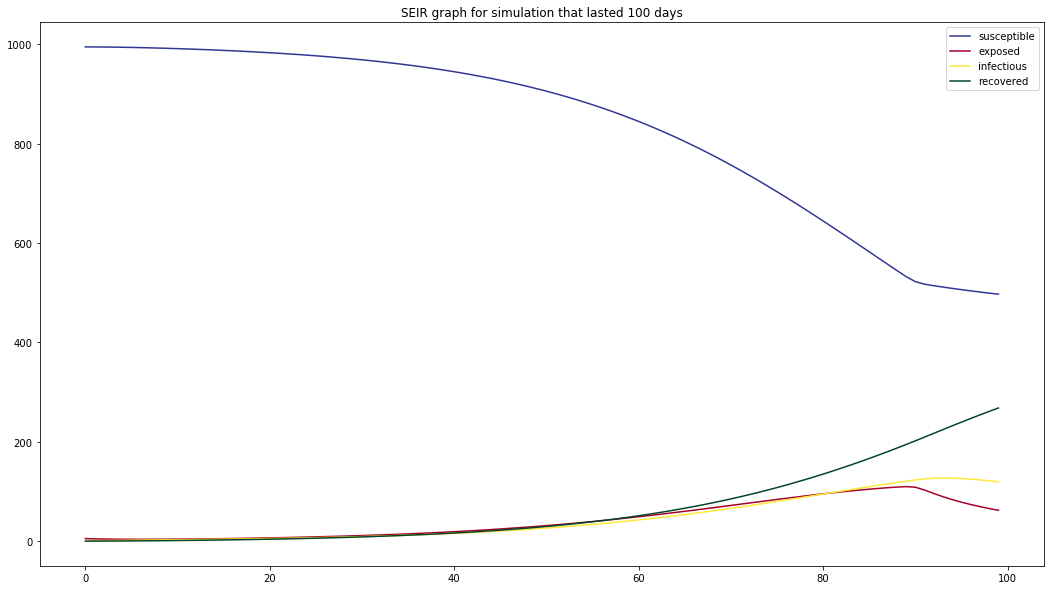 SEIR graph for simulation that lasted 100 days
susceptible
exposed
infectious
recovered
1000
800
600
400
200
0
0 20 40 60 80 100